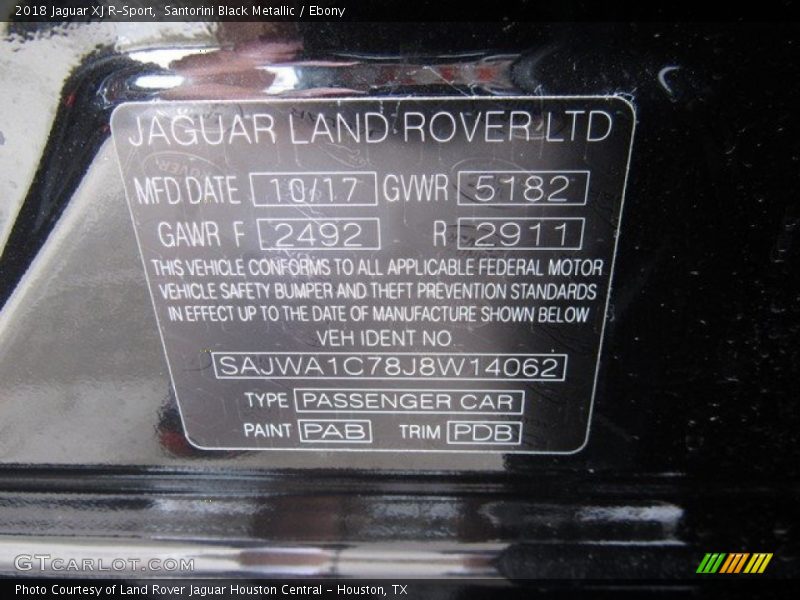 2018 Jaguar XJ R-Sport, Santorini Black Metallic / Ebony
JAGUAR LAND ROVER LTD
MFD DATE 10/17 GVWR 5182
GAWR F 2492 R 2911
THIS VEHICLE CONFORMS TO ALL APPLICABLE FEDERAL MOTOR
VEHICLE SAFETY BUMPER AND THEFT PREVENTION STANDARDS
IN EFFECT UP TO THE DATE OF MANUFACTURE SHOWN BELOW
VEH IDENT NO.
SAJWA1C78J8W14062
TYPE PASSENGER CAR
PAINT PAB TRIM PDB
GTCARLOT.COM
Photo Courtesy of Land Rover Jaguar Houston Central - Houston, TX